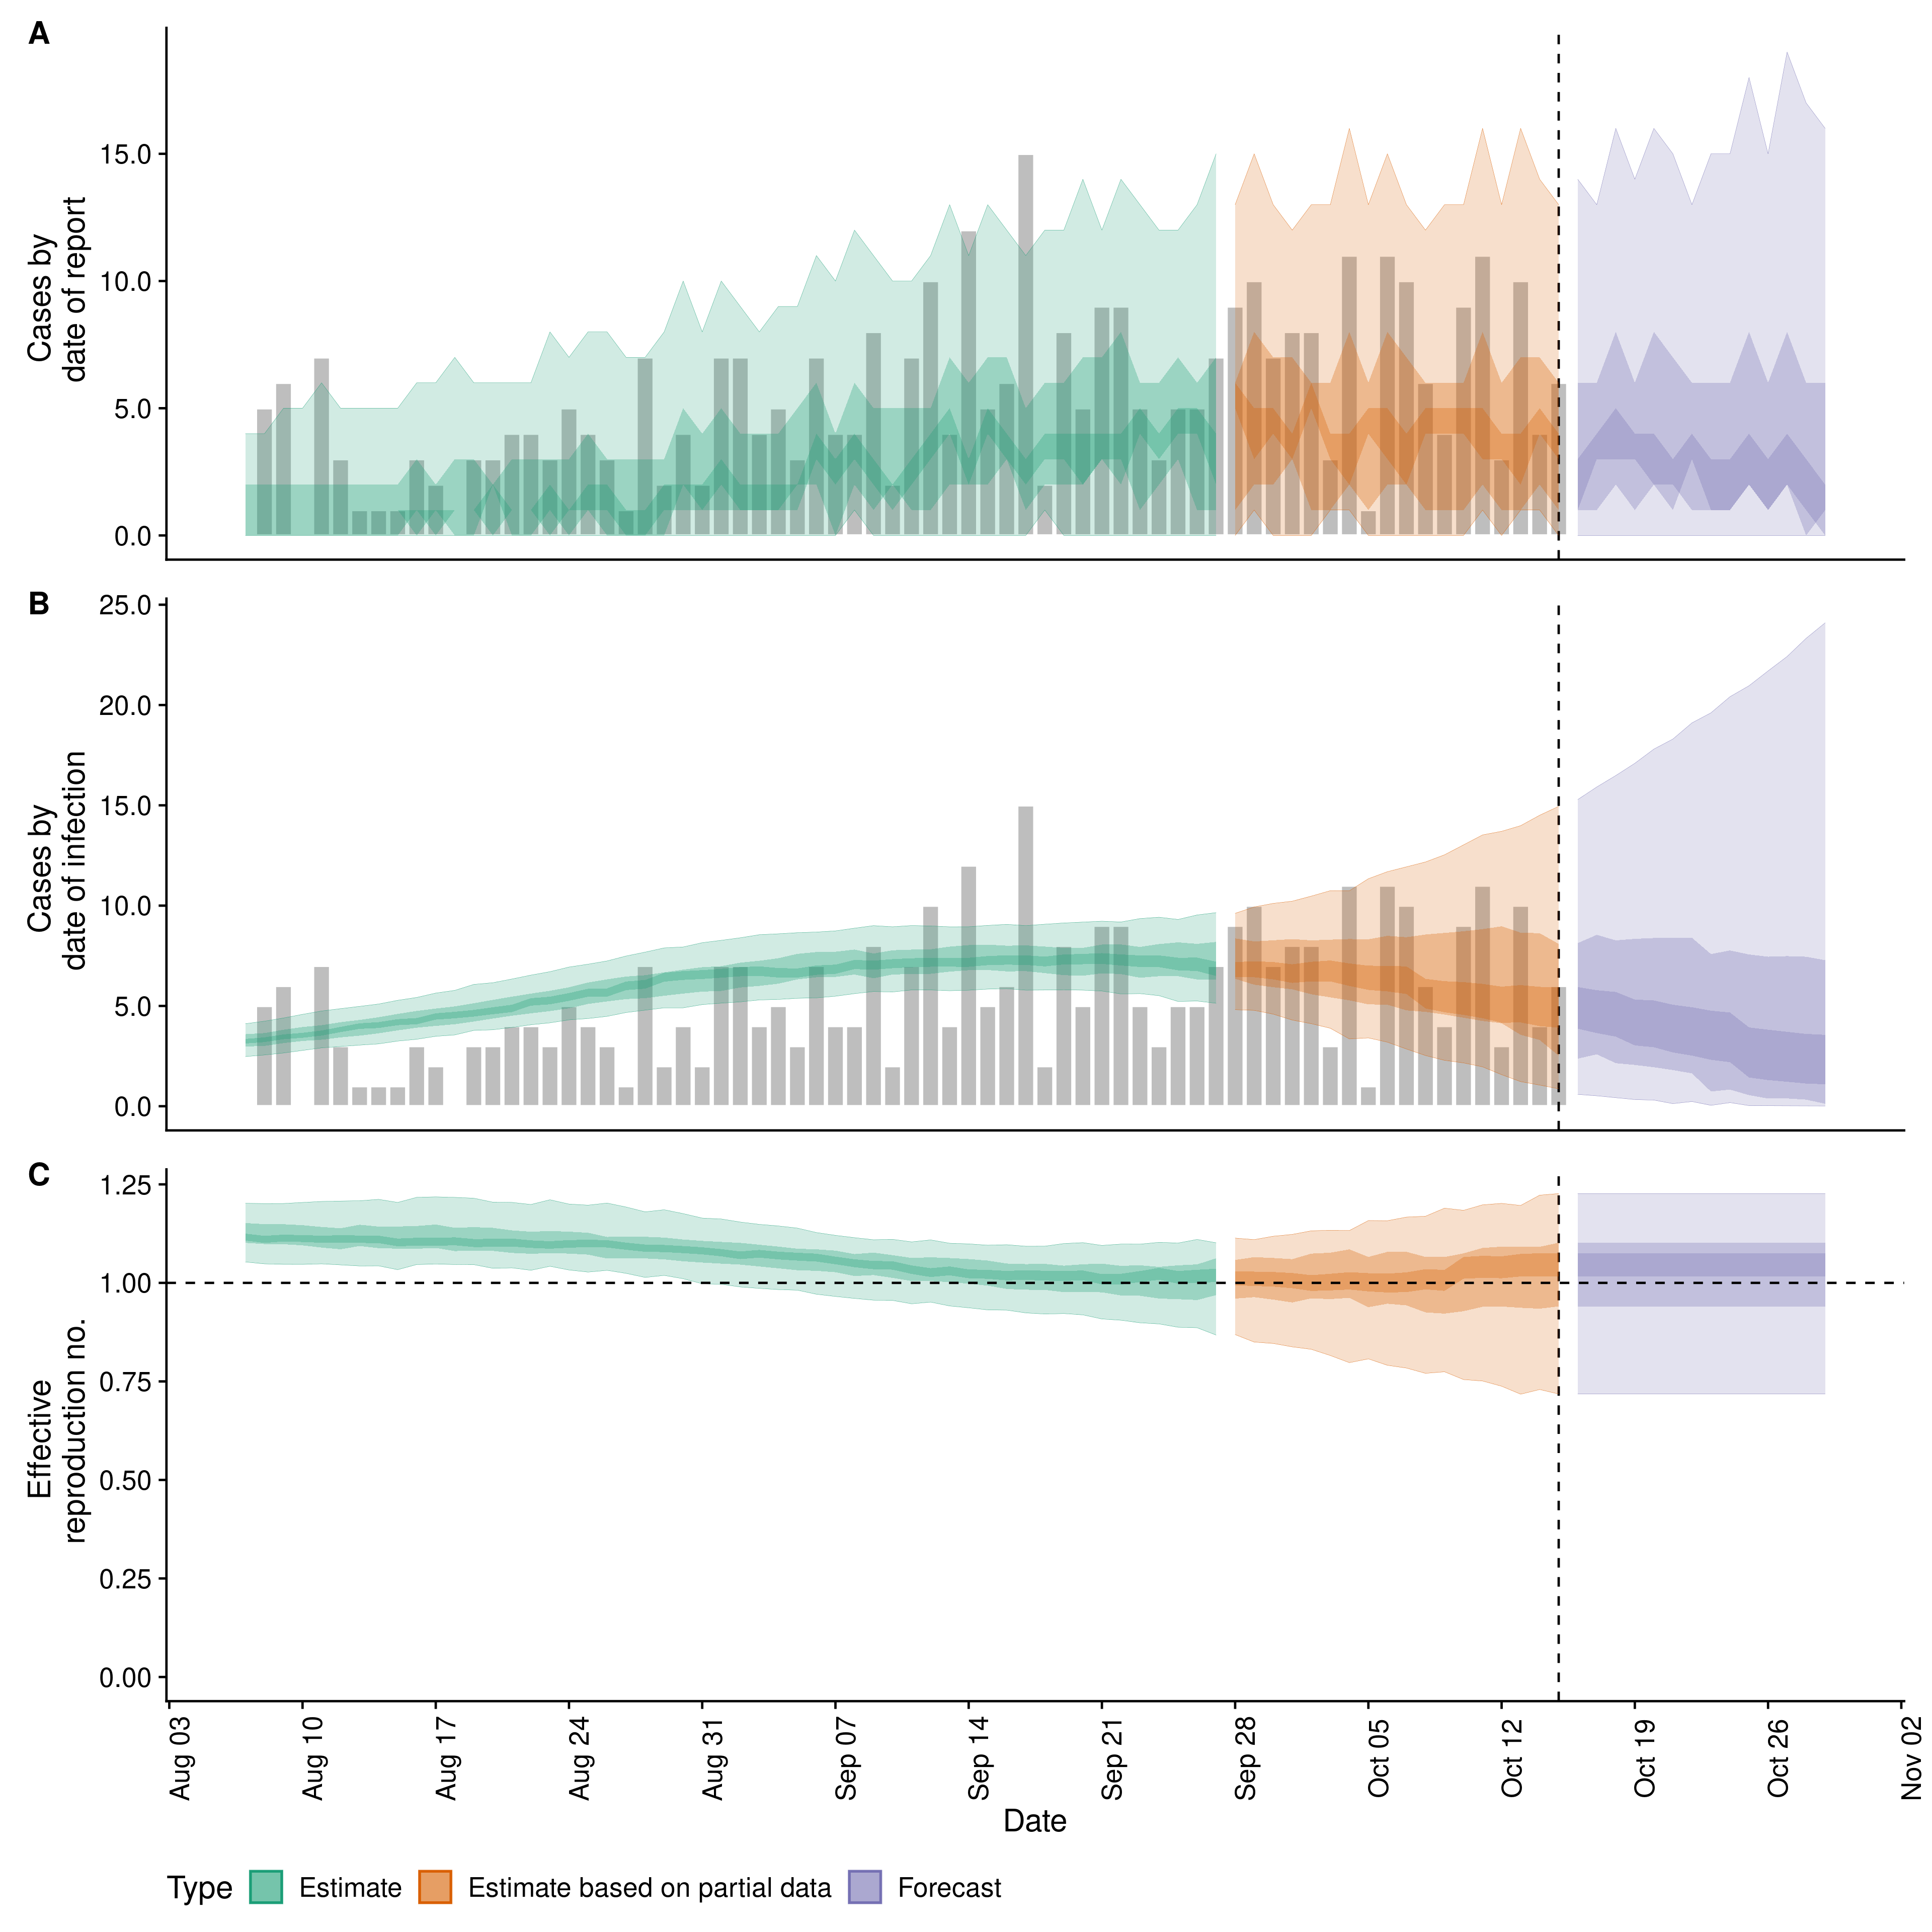 A
Cases by
date of report
15.0
10.0
5.0
0.0
B
Cases by
date of infection
25.0
20.0
15.0
10.0
5.0
0.0
C
Effective
reproduction no.
1.25
1.00
0.75
0.50
0.25
0.00
Aug 03
Aug 10
Aug 17
Aug 24
Aug 31
Sep 07
Sep 14
Sep 21
Sep 28
Oct 05
Oct 12
Oct 19
Oct 26
Nov 02
Date
Type Estimate Estimate based on partial data Forecast